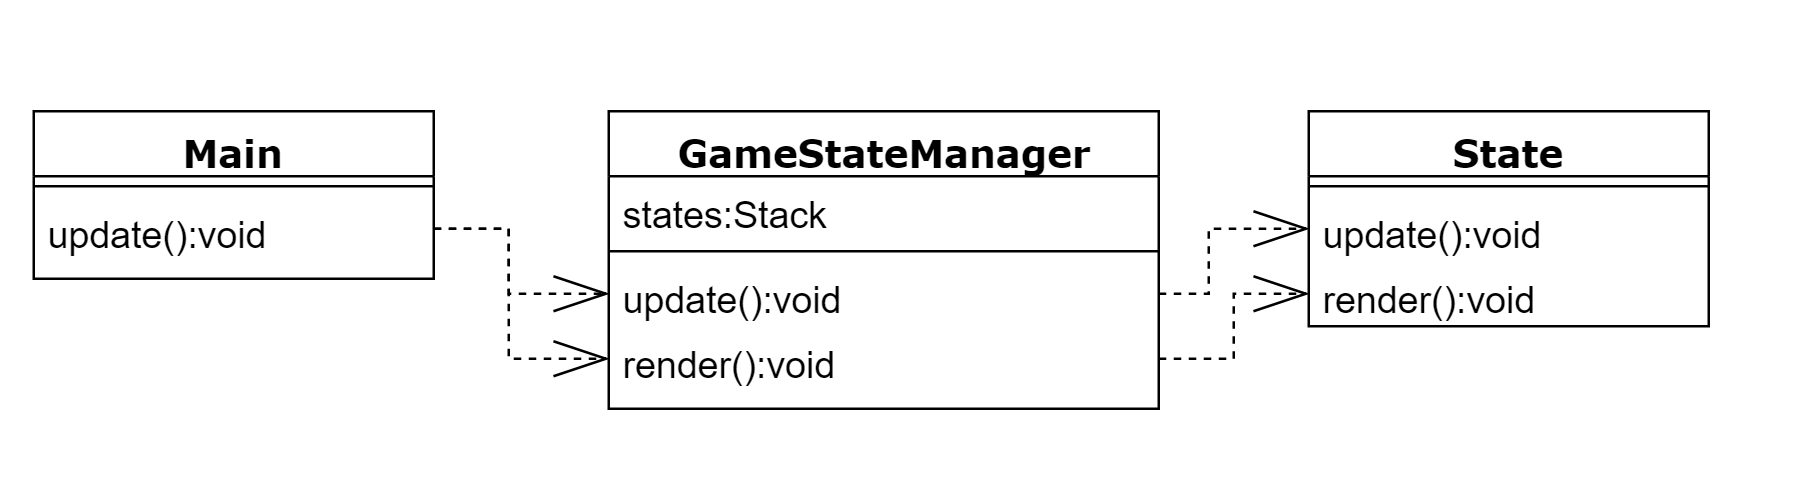 Main
update():void
GameStateManager
states:Stack
update():void
render():void
State
update():void
render():void